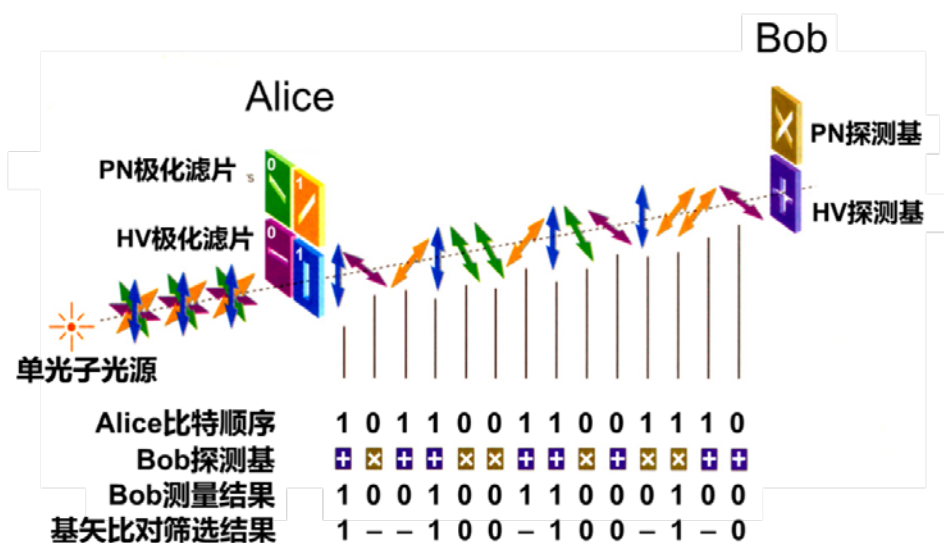 Bob
Alice
PN极化滤片
s
0
1
PN探测基
HV极化滤片
0
1
HV探测基
单光子光源
Alice比特顺序 1 0 1 1 0 0 1 1 0 0 1 1 1 0
Bob探测基 + × + + × × + + × + × × + +
Bob测量结果 1 0 0 1 0 0 1 1 0 0 0 1 0 0
基矢比对筛选结果 1 – – 1 0 0 – 1 0 0 – 1 – 0